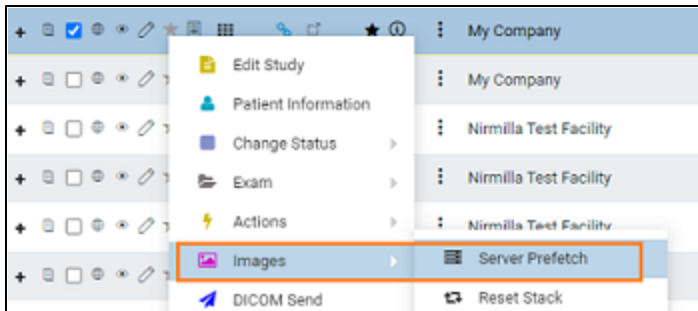 My Company
Edit Study
My Company
Patient Information
Nirmilla Test Facility
Change Status
Exam
Nirmilla Test Facility
Actions
Nirmilla Test Facility
Images
Server Prefetch
DICOM Send
Reset Stack